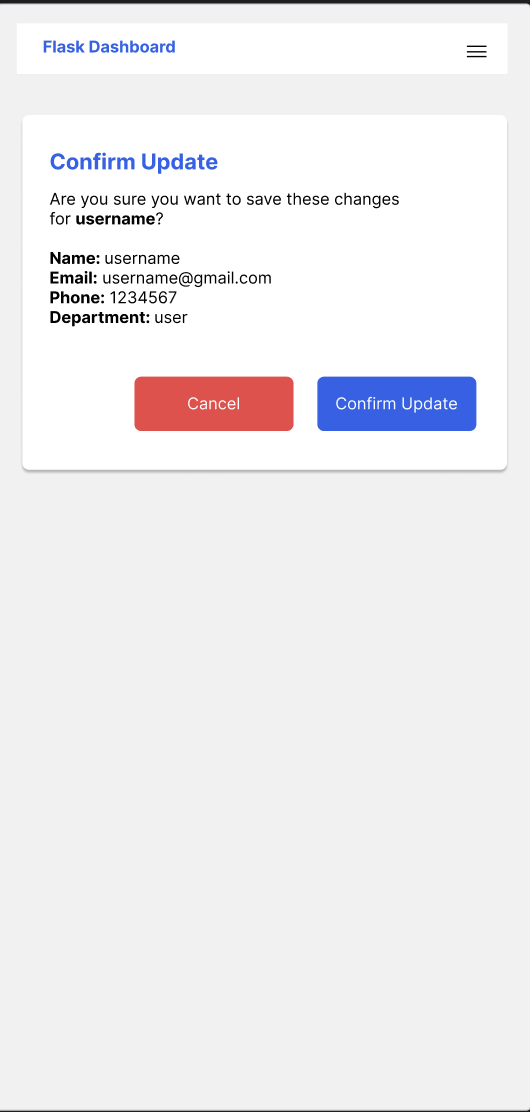 Flask Dashboard
Confirm Update
Are you sure you want to save these changes
for username?
Name: username
Email: username@gmail.com
Phone: 1234567
Department: user
Cancel
Confirm Update